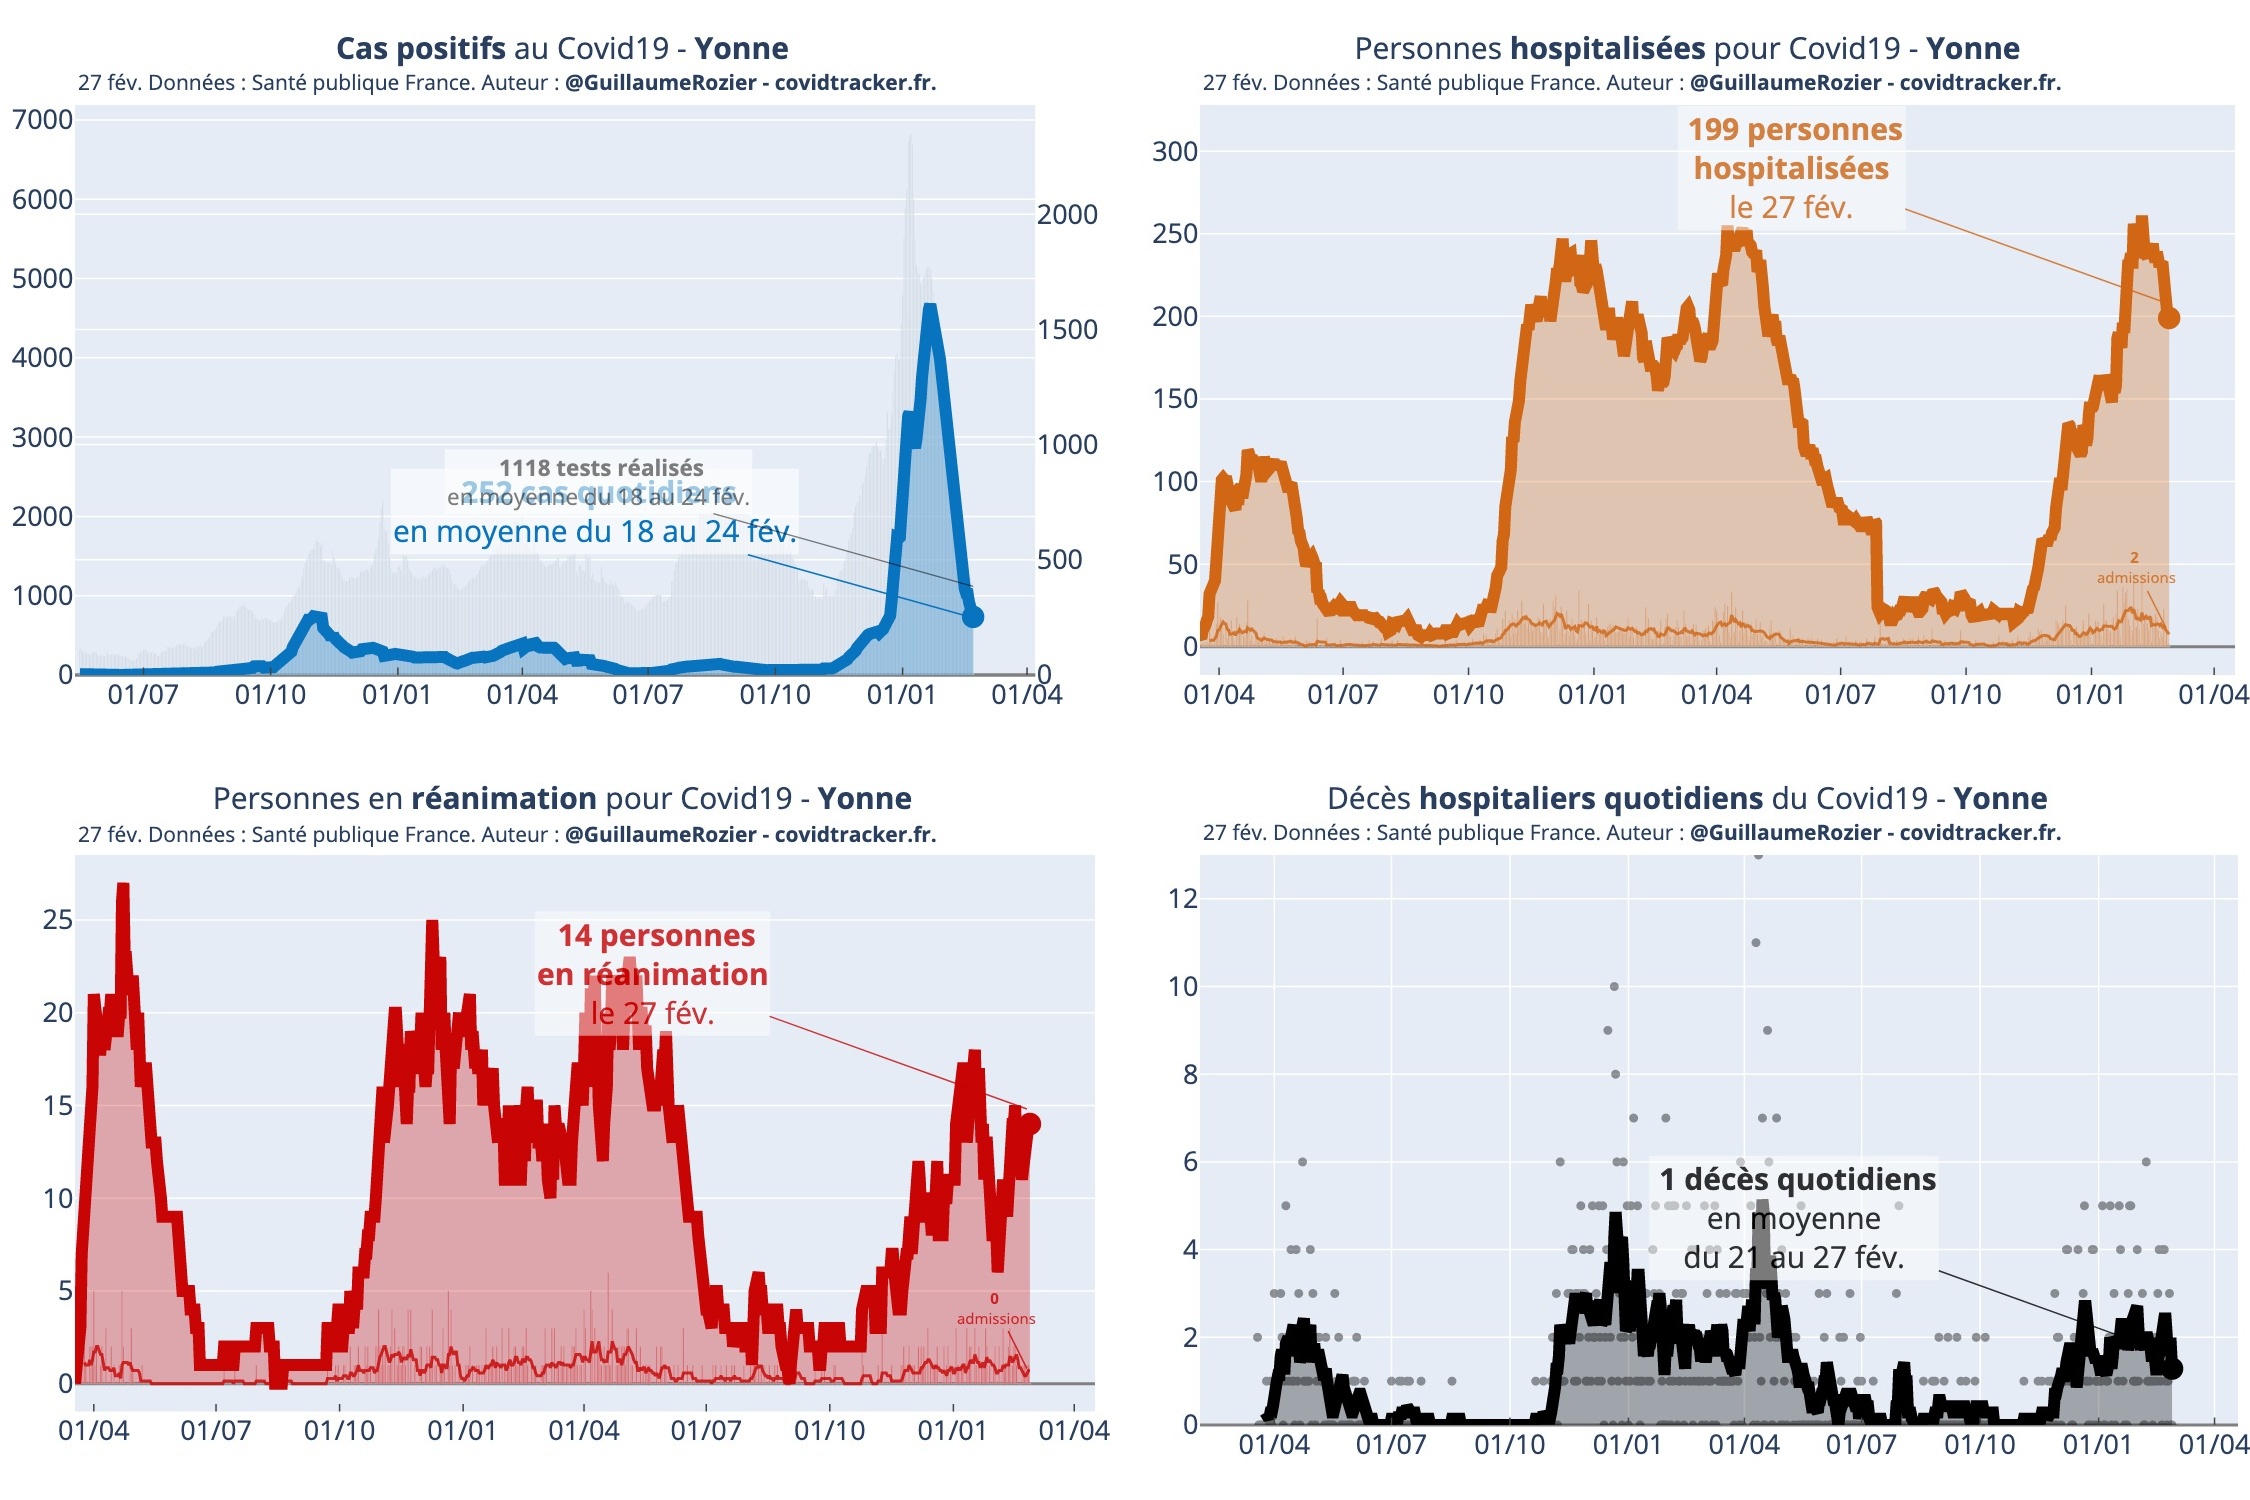 Cas positifs au Covid19 - Yonne
27 fév. Données : Santé publique France. Auteur : @GuillaumeRozier - covidtracker.fr.
7000
6000
5000
4000
3000
2000
1000
0
2000
1500
1000
500
0
1118 tests réalisés
en moyenne du 18 au 24 fév.
252 cas quotidiens
en moyenne du 18 au 24 fév.
01/07 01/10 01/01 01/04 01/07 01/10 01/01 01/04
Personnes hospitalisées pour Covid19 - Yonne
27 fév. Données : Santé publique France. Auteur : @GuillaumeRozier - covidtracker.fr.
300
250
200
150
100
50
0
199 personnes
hospitalisées
le 27 fév.
2
admissions
01/04 01/07 01/10 01/01 01/04 01/07 01/10 01/01 01/04
Personnes en réanimation pour Covid19 - Yonne
27 fév. Données : Santé publique France. Auteur : @GuillaumeRozier - covidtracker.fr.
25
20
15
10
5
0
14 personnes
en réanimation
le 27 fév.
0
admissions
01/04 01/07 01/10 01/01 01/04 01/07 01/10 01/01 01/04
Décès hospitaliers quotidiens du Covid19 - Yonne
27 fév. Données : Santé publique France. Auteur : @GuillaumeRozier - covidtracker.fr.
12
10
8
6
4
2
0
1 décès quotidiens
en moyenne
du 21 au 27 fév.
01/04 01/07 01/10 01/01 01/04 01/07 01/10 01/01 01/04